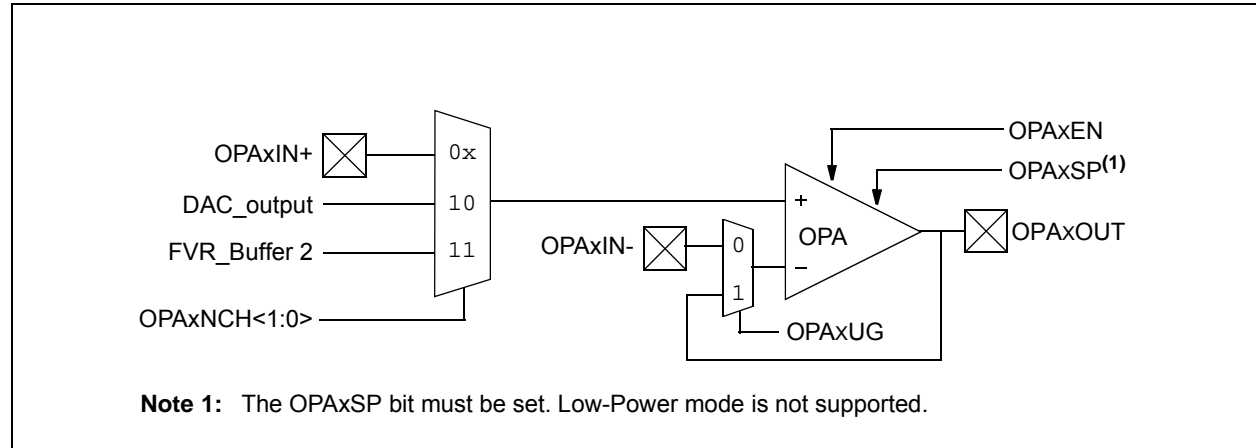 OPAxEN
OPAxIN+
0x
OPAxSP(1)
DAC_output
10
+
OPA
OPAxOUT
FVR_Buffer 2
11
OPAxIN-
0
−
1
OPAxNCH<1:0>
OPAxUG
Note 1: The OPAxSP bit must be set. Low-Power mode is not supported.